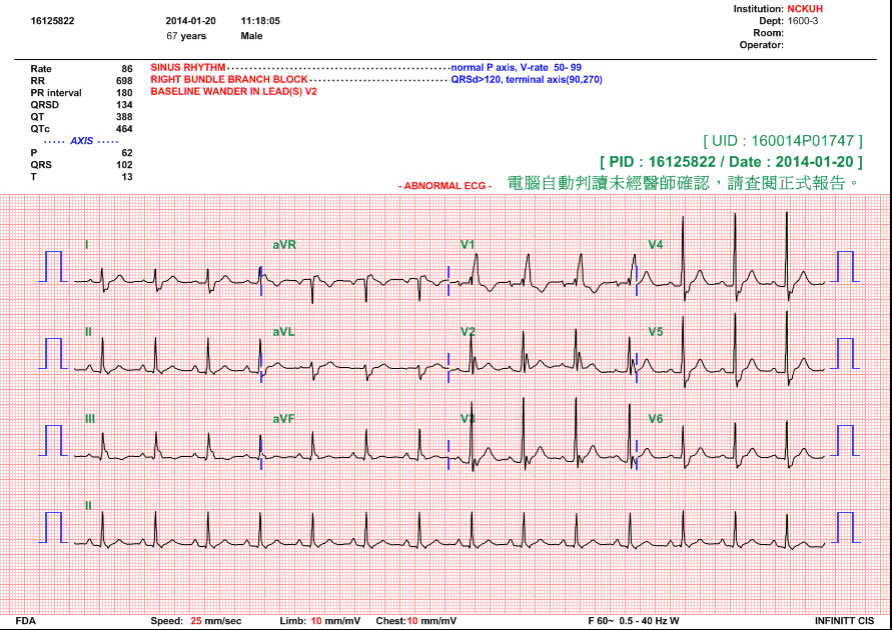 Institution: NCKUH
16125822 2014-01-20 11:18:05 Dept: 1600-3
67 years Male Room:
Operator:
Rate 86 SINUS RHYTHM normal P axis, V-rate 50- 99
RR 698 RIGHT BUNDLE BRANCH BLOCK QRSd>120, terminal axis(90,270)
PR interval 180 BASELINE WANDER IN LEAD(S) V2
QRSD 134
QT 388
QTc 464
----- AXIS -----
P 62
QRS 102
T 13
[ UID : 160014P01747 ]
[ PID : 16125822 / Date : 2014-01-20 ]
- ABNORMAL ECG - 電腦自動判讀未經醫師確認，請查閱正式報告。
I aVR V1 V4
II aVL V2 V5
III aVF V3 V6
II
FDA Speed: 25 mm/sec Limb: 10 mm/mV Chest: 10 mm/mV F 60~ 0.5 - 40 Hz W INFINITT CIS